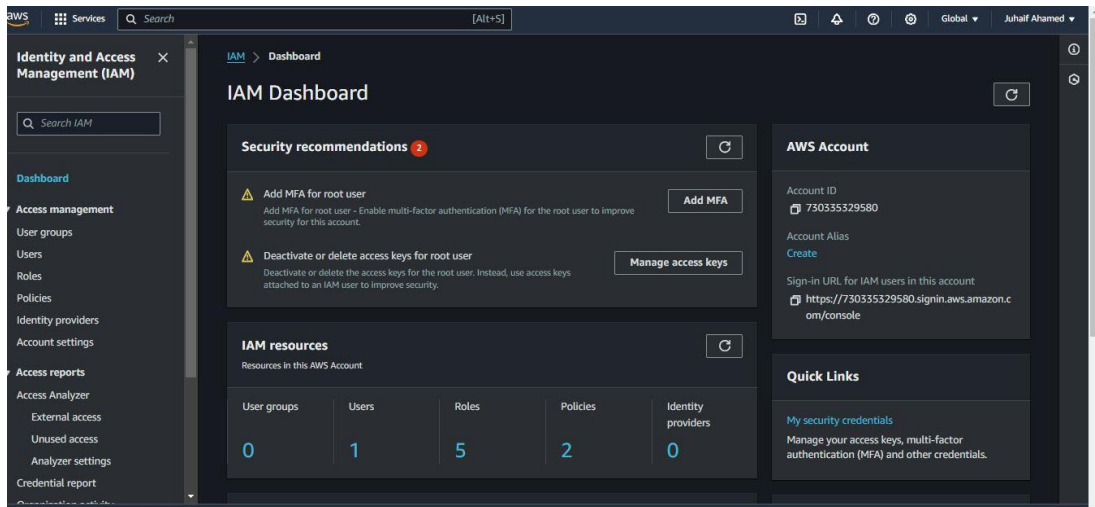 aws
Services
Search
[Alt+S]
Global
Juhaif Ahamed
Identity and Access
Management (IAM)
Search IAM
Dashboard
Access management
User groups
Users
Roles
Policies
Identity providers
Account settings
Access reports
Access Analyzer
External access
Unused access
Analyzer settings
Credential report
Organization activity
IAM > Dashboard
IAM Dashboard
Security recommendations 2
Add MFA for root user
Add MFA for root user - Enable multi-factor authentication (MFA) for the root user to improve
security for this account.
Add MFA
Deactivate or delete access keys for root user
Deactivate or delete the access keys for the root user. Instead, use access keys
attached to an IAM user to improve security.
Manage access keys
IAM resources
Resources in this AWS Account
User groups
0
Users
1
Roles
5
Policies
2
Identity
providers
0
AWS Account
Account ID
730335329580
Account Alias
Create
Sign-in URL for IAM users in this account
https://730335329580.signin.aws.amazon.c
om/console
Quick Links
My security credentials
Manage your access keys, multi-factor
authentication (MFA) and other credentials.